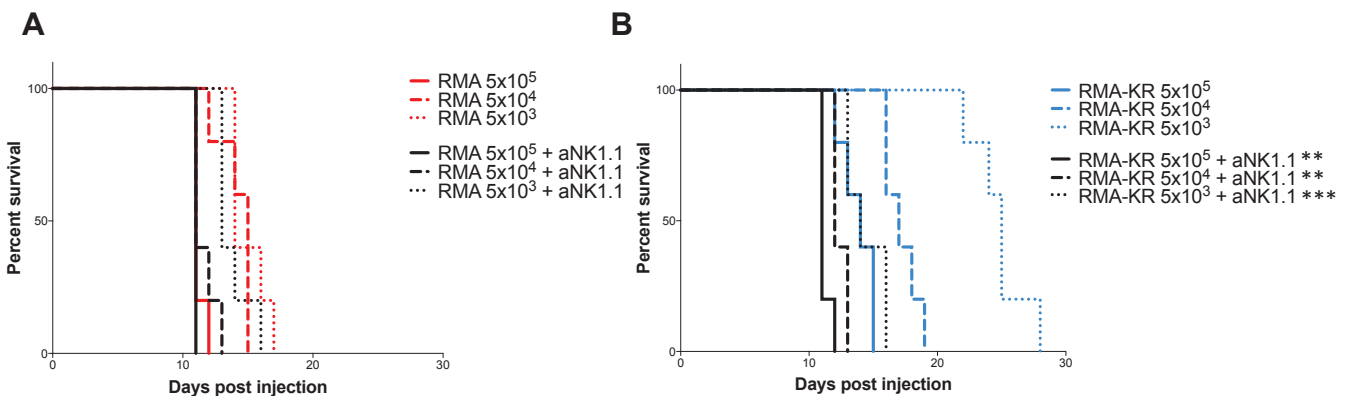 A
RMA 5x10⁵
RMA 5x10⁴
RMA 5x10³
RMA 5x10⁵ + aNK1.1
RMA 5x10⁴ + aNK1.1
RMA 5x10³ + aNK1.1
Percent survival
100
50
0
0 10 20 30
Days post injection
B
RMA-KR 5x10⁵
RMA-KR 5x10⁴
RMA-KR 5x10³
RMA-KR 5x10⁵ + aNK1.1 **
RMA-KR 5x10⁴ + aNK1.1 **
RMA-KR 5x10³ + aNK1.1 ***
Percent survival
100
50
0
0 10 20 30
Days post injection